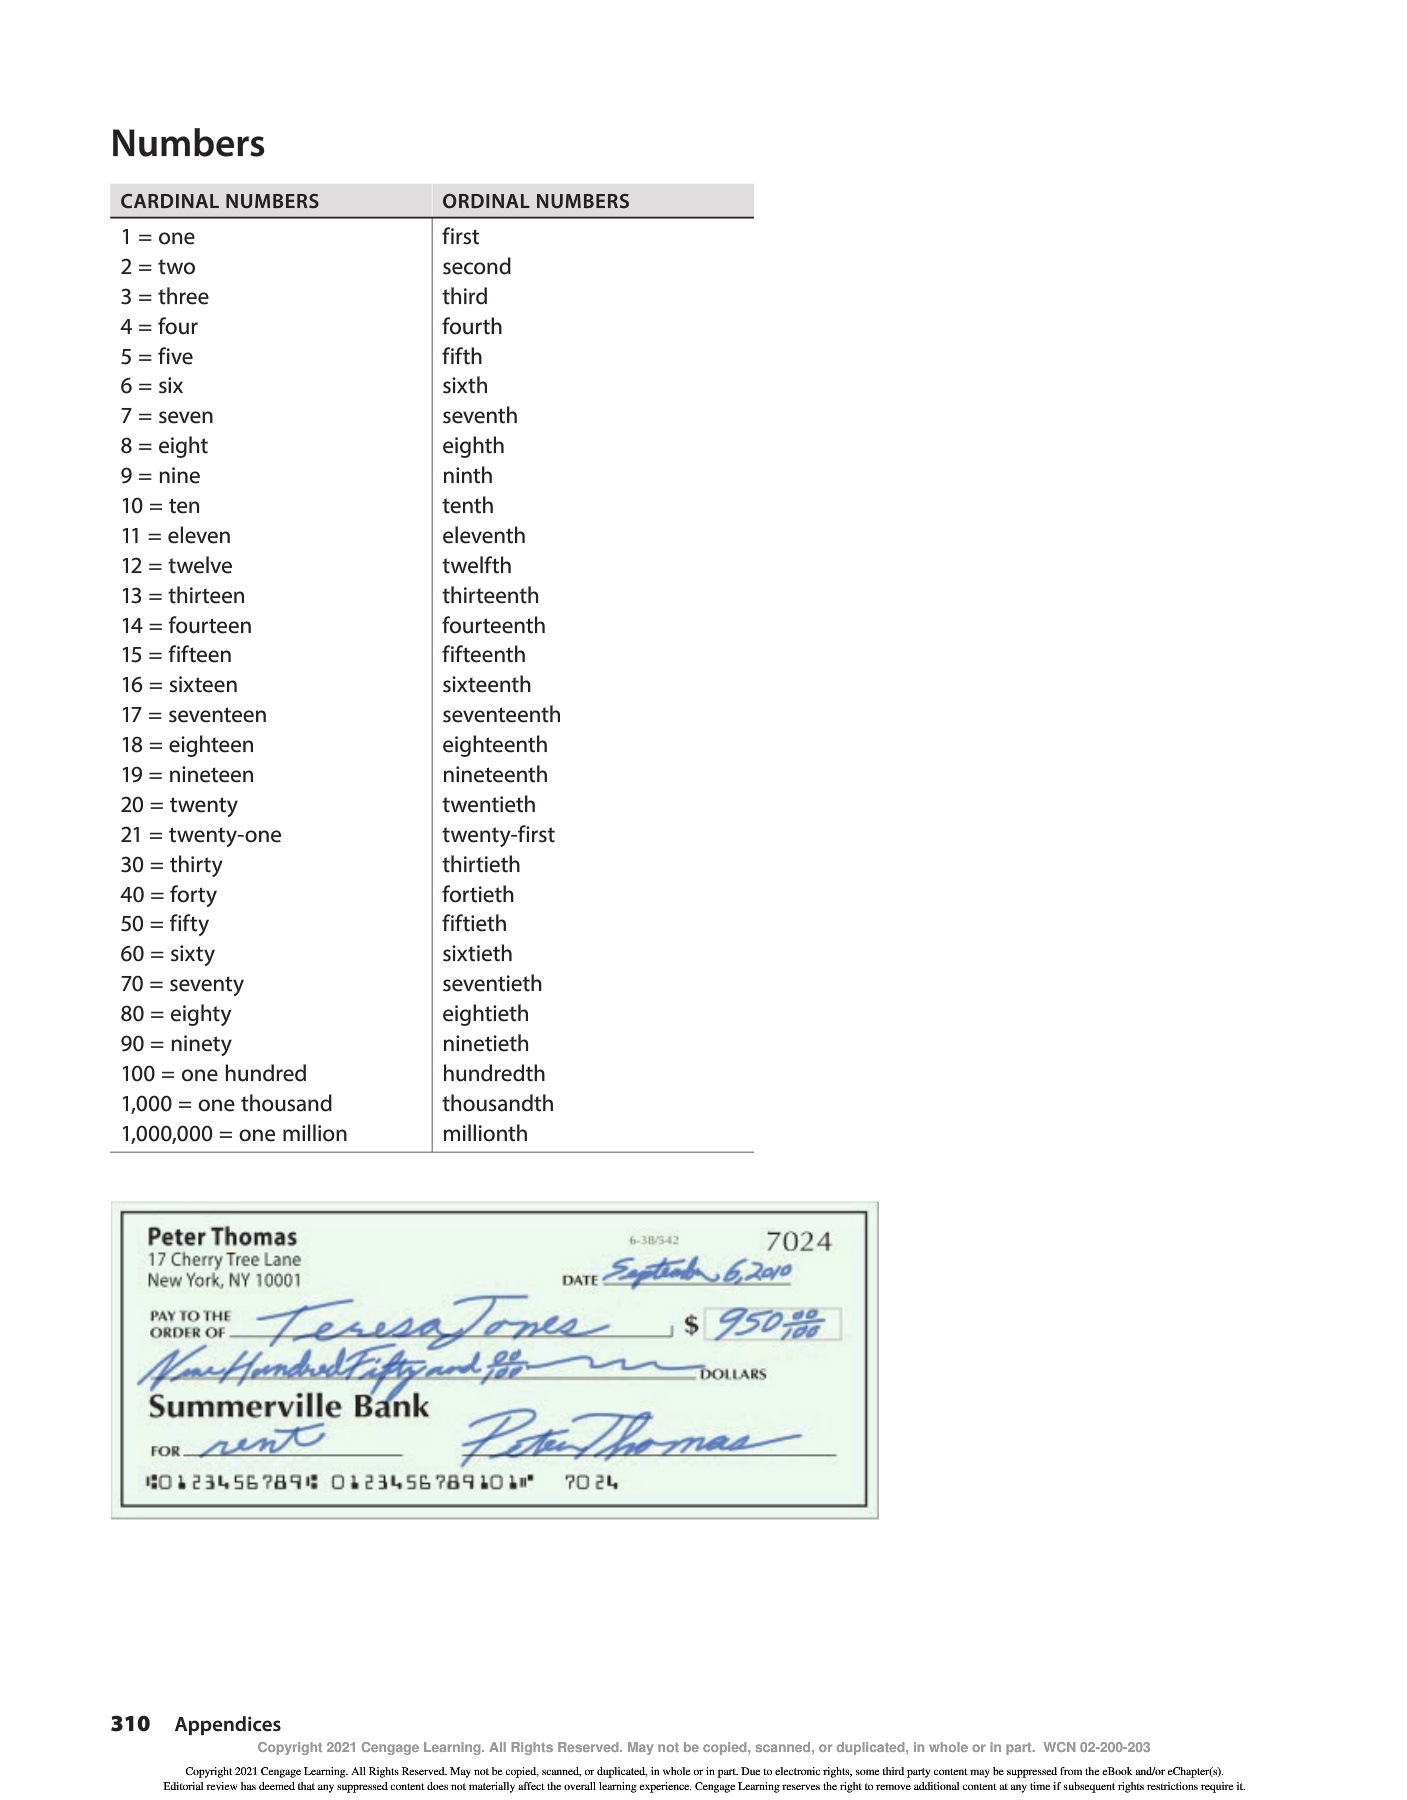 Numbers
CARDINAL NUMBERS ORDINAL NUMBERS
1 = one first
2 = two second
3 = three third
4 = four fourth
5 = five fifth
6 = six sixth
7 = seven seventh
8 = eight eighth
9 = nine ninth
10 = ten tenth
11 = eleven eleventh
12 = twelve twelfth
13 = thirteen thirteenth
14 = fourteen fourteenth
15 = fifteen fifteenth
16 = sixteen sixteenth
17 = seventeen seventeenth
18 = eighteen eighteenth
19 = nineteen nineteenth
20 = twenty twentieth
21 = twenty-one twenty-first
30 = thirty thirtieth
40 = forty fortieth
50 = fifty fiftieth
60 = sixty sixtieth
70 = seventy seventieth
80 = eighty eightieth
90 = ninety ninetieth
100 = one hundred hundredth
1,000 = one thousand thousandth
1,000,000 = one million millionth
Peter Thomas 6-38/542 7024
17 Cherry Tree Lane
New York, NY 10001
DATE September 6, 2010
PAY TO THE
ORDER OF Teresa Jones $ 950 00/100
Nine Hundred Fifty and 00/100 DOLLARS
Summerville Bank
FOR rent Peter Thomas
⑆0123456789⑆ 01234567891010⑈ 7024
310 Appendices
Copyright 2021 Cengage Learning. All Rights Reserved. May not be copied, scanned, or duplicated, in whole or in part. WCN 02-200-203
Copyright 2021 Cengage Learning. All Rights Reserved. May not be copied, scanned, or duplicated, in whole or in part. Due to electronic rights, some third party content may be suppressed from the eBook and/or eChapter(s).
Editorial review has deemed that any suppressed content does not materially affect the overall learning experience. Cengage Learning reserves the right to remove additional content at any time if subsequent rights restrictions require it.